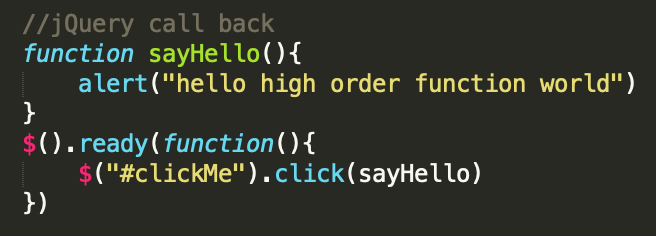 //jQuery call back
function sayHello(){
    alert("hello high order function world")
}
$().ready(function(){
    $("#clickMe").click(sayHello)
})